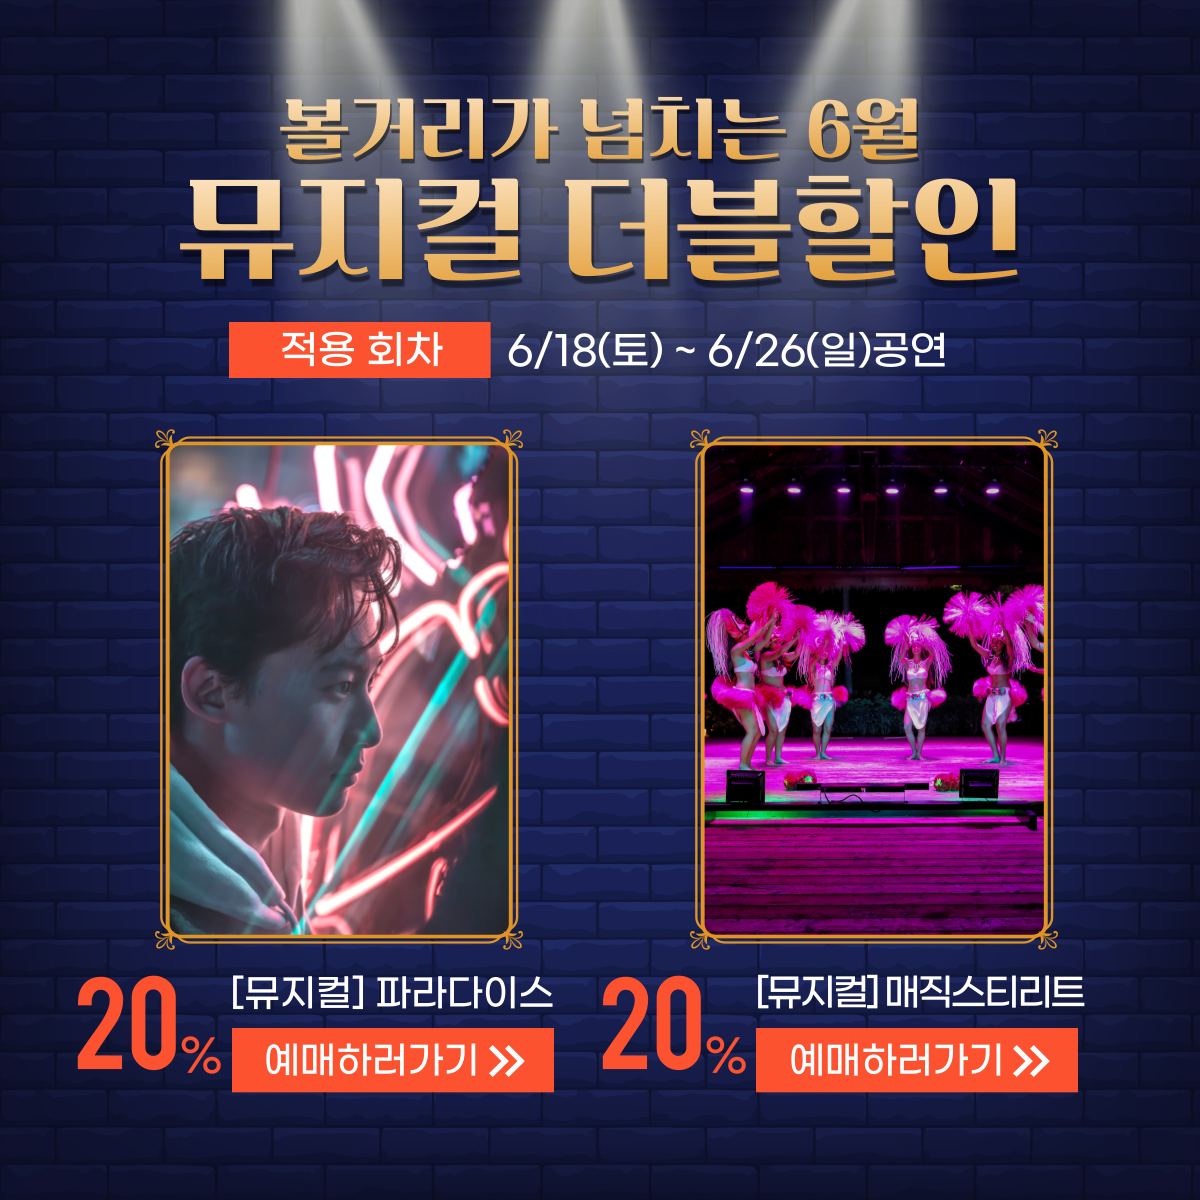 볼거리가 넘치는 6월
뮤지컬 더블할인
적용 회차 6/18(토) ~ 6/26(일)공연
20% [뮤지컬] 파라다이스
예매하러가기 >>
20% [뮤지컬] 매직스티리트
예매하러가기 >>